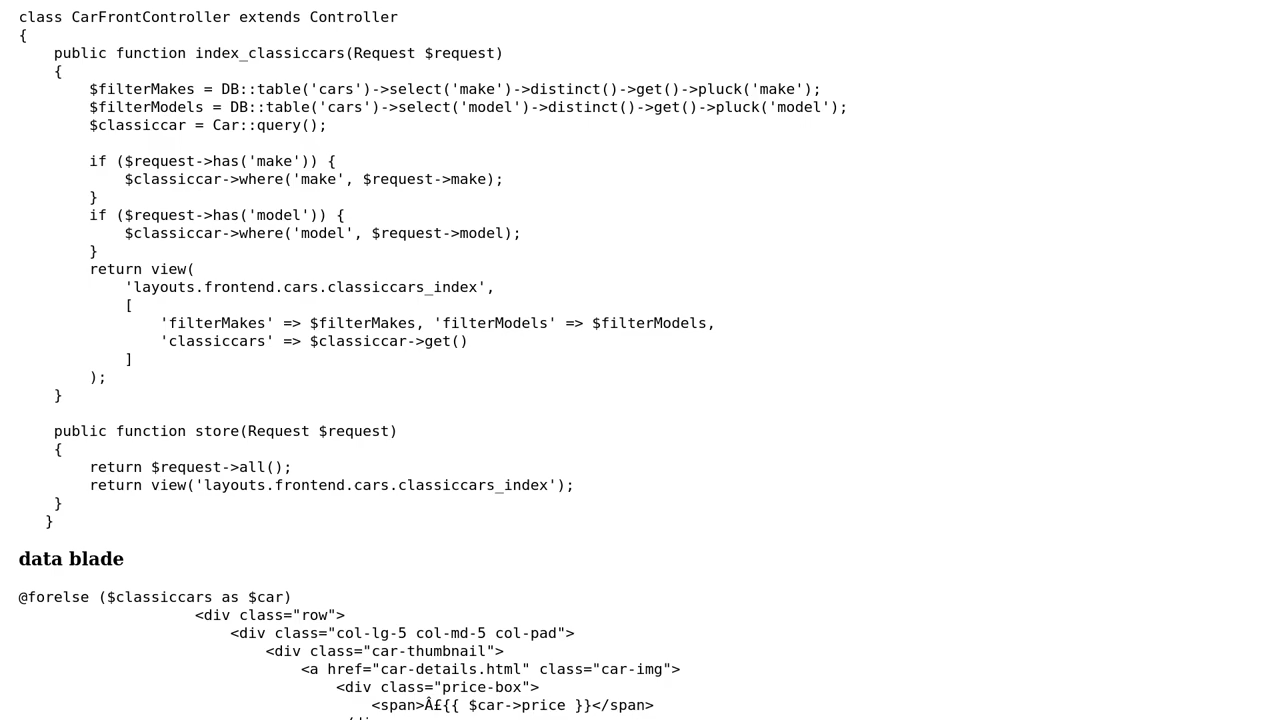 class CarFrontController extends Controller
{
    public function index_classiccars(Request $request)
    {
        $filterMakes = DB::table('cars')->select('make')->distinct()->get()->pluck('make');
        $filterModels = DB::table('cars')->select('model')->distinct()->get()->pluck('model');
        $classiccar = Car::query();

        if ($request->has('make')) {
            $classiccar->where('make', $request->make);
        }
        if ($request->has('model')) {
            $classiccar->where('model', $request->model);
        }
        return view(
            'layouts.frontend.cars.classiccars_index',
            [
                'filterMakes' => $filterMakes, 'filterModels' => $filterModels,
                'classiccars' => $classiccar->get()
            ]
        );
    }

    public function store(Request $request)
    {
        return $request->all();
        return view('layouts.frontend.cars.classiccars_index');
    }
   }
data blade
@forelse ($classiccars as $car)
                    <div class="row">
                        <div class="col-lg-5 col-md-5 col-pad">
                            <div class="car-thumbnail">
                                <a href="car-details.html" class="car-img">
                                    <div class="price-box">
                                        <span>Â£{{ $car->price }}</span>